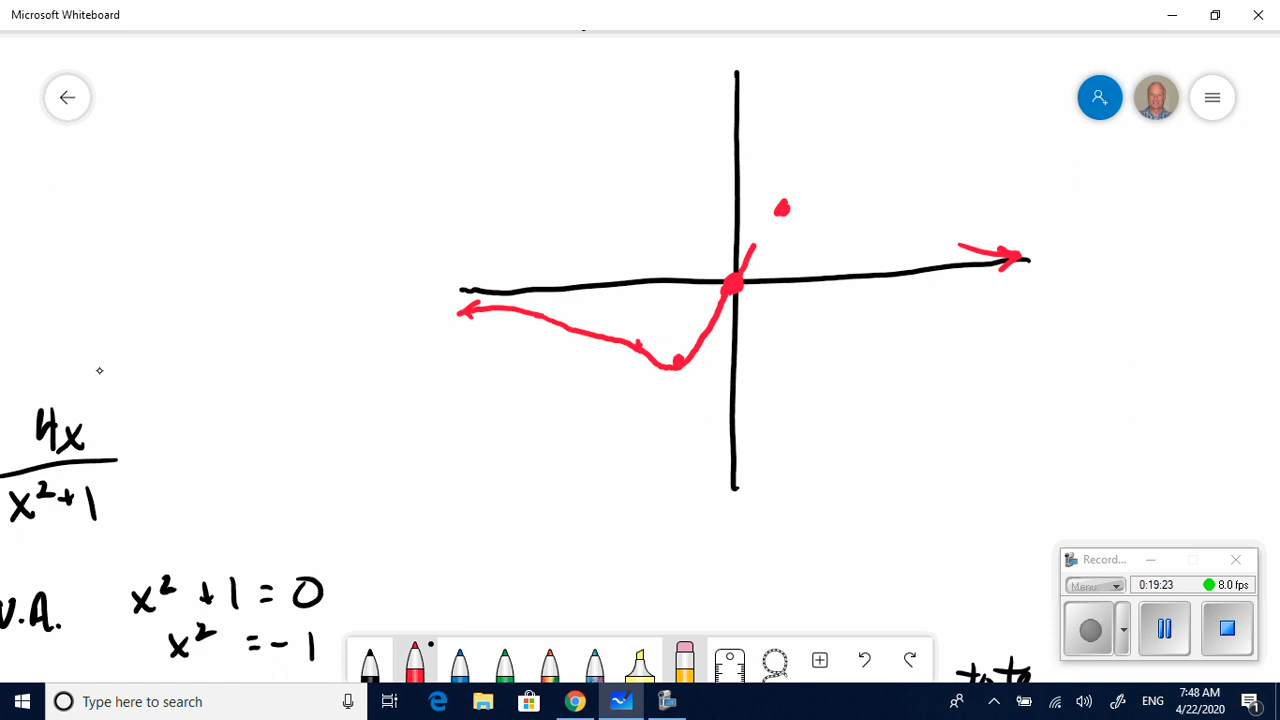 Microsoft Whiteboard
4x
x² + 1
V.A.
x² + 1 = 0
x² = - 1
Record...
Menu
0:19:23
8.0 fps
Type here to search
ENG
7:48 AM
4/22/2020
1